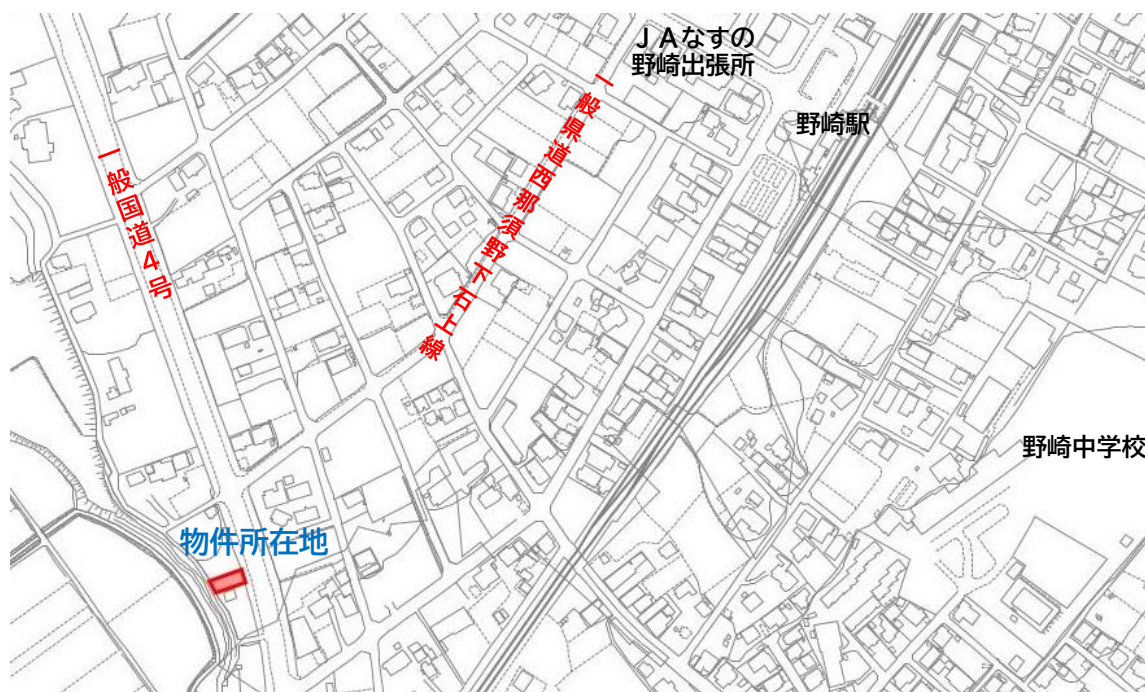 ＪＡなすの
野崎出張所
野崎駅
一般県道西那須野下石上線
一般国道４号
野崎中学校
物件所在地